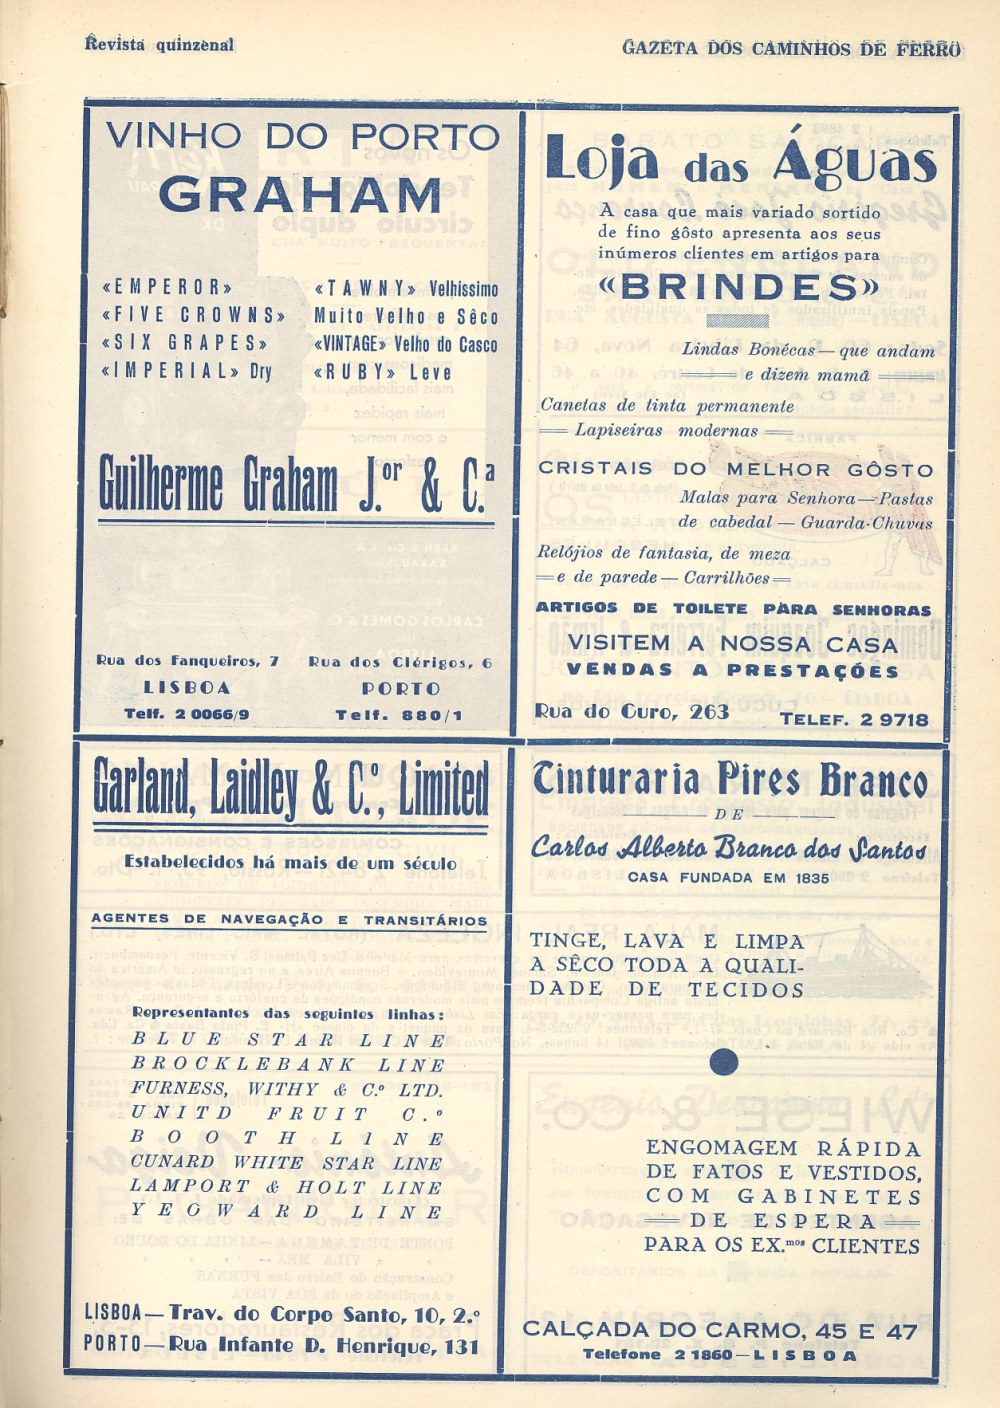 Revista quinzenal
GAZETA DOS CAMINHOS DE FERRO
VINHO DO PORTO
GRAHAM
«EMPEROR»
«FIVE CROWNS»
«SIX GRAPES»
«IMPERIAL» Dry
«TAWNY» Velhíssimo
Muito Velho e Sêco
«VINTAGE» Velho do Casco
«RUBY» Leve
Guilherme Graham J.or & C.a
Rua dos Fanqueiros, 7
LISBOA
Telf. 2 0066/9
Rua dos Clérigos, 6
PORTO
Telf. 880/1
Loja das Águas
A casa que mais variado sortido
de fino gôsto apresenta aos seus
inúmeros clientes em artigos para
«BRINDES»
Lindas Bonécas — que andam
e dizem mamã
Canetas de tinta permanente
Lapiseiras modernas
CRISTAIS DO MELHOR GÔSTO
Malas para Senhora — Pastas
de cabedal — Guarda-Chuvas
Relójios de fantasia, de meza
e de parede — Carrilhões
ARTIGOS DE TOILETE PARA SENHORAS
VISITEM A NOSSA CASA
VENDAS A PRESTAÇÕES
Rua do Ouro, 263
TELEF. 2 9718
Garland, Laidley & C.º, Limited
Estabelecidos há mais de um século
AGENTES DE NAVEGAÇÃO E TRANSITÁRIOS
Representantes das seguintes linhas:
BLUE STAR LINE
BROCKLEBANK LINE
FURNESS, WITHY & C.º LTD.
UNITD FRUIT C.º
BOOTH LINE
CUNARD WHITE STAR LINE
LAMPORT & HOLT LINE
YEOWARD LINE
LISBOA — Trav. do Corpo Santo, 10, 2.º
PORTO — Rua Infante D. Henrique, 131
Tinturaria Pires Branco
DE
Carlos Alberto Branco dos Santos
CASA FUNDADA EM 1835
TINGE, LAVA E LIMPA
A SÊCO TODA A QUALI-
DADE DE TECIDOS
ENGOMAGEM RÁPIDA
DE FATOS E VESTIDOS,
COM GABINETES
DE ESPERA
PARA OS EX.mos CLIENTES
CALÇADA DO CARMO, 45 E 47
Telefone 2 1860 — LISBOA